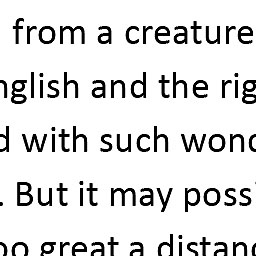 from a creature
nglish and the rig
d with such wond
. But it may possi
oo great a distanc